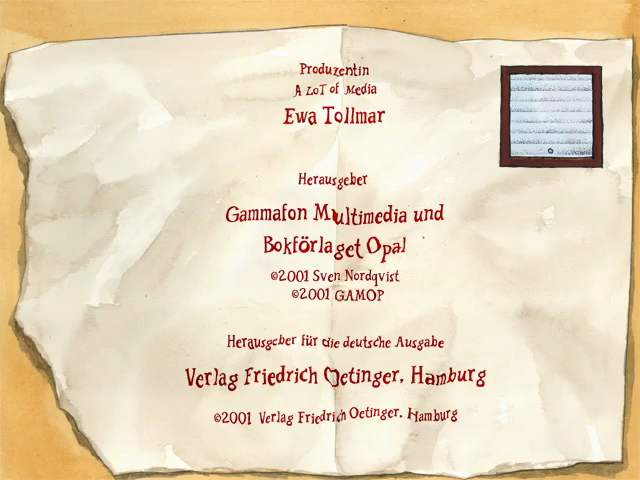 Produzentin
A LoT of Media
Ewa Tollmar
Herausgeber
Gammafon Multimedia und
Bokförlaget Opal
©2001 Sven Nordqvist
©2001 GAMOP
Herausgeber für die deutsche Ausgabe
Verlag Friedrich Oetinger, Hamburg
©2001 Verlag Friedrich Oetinger, Hamburg